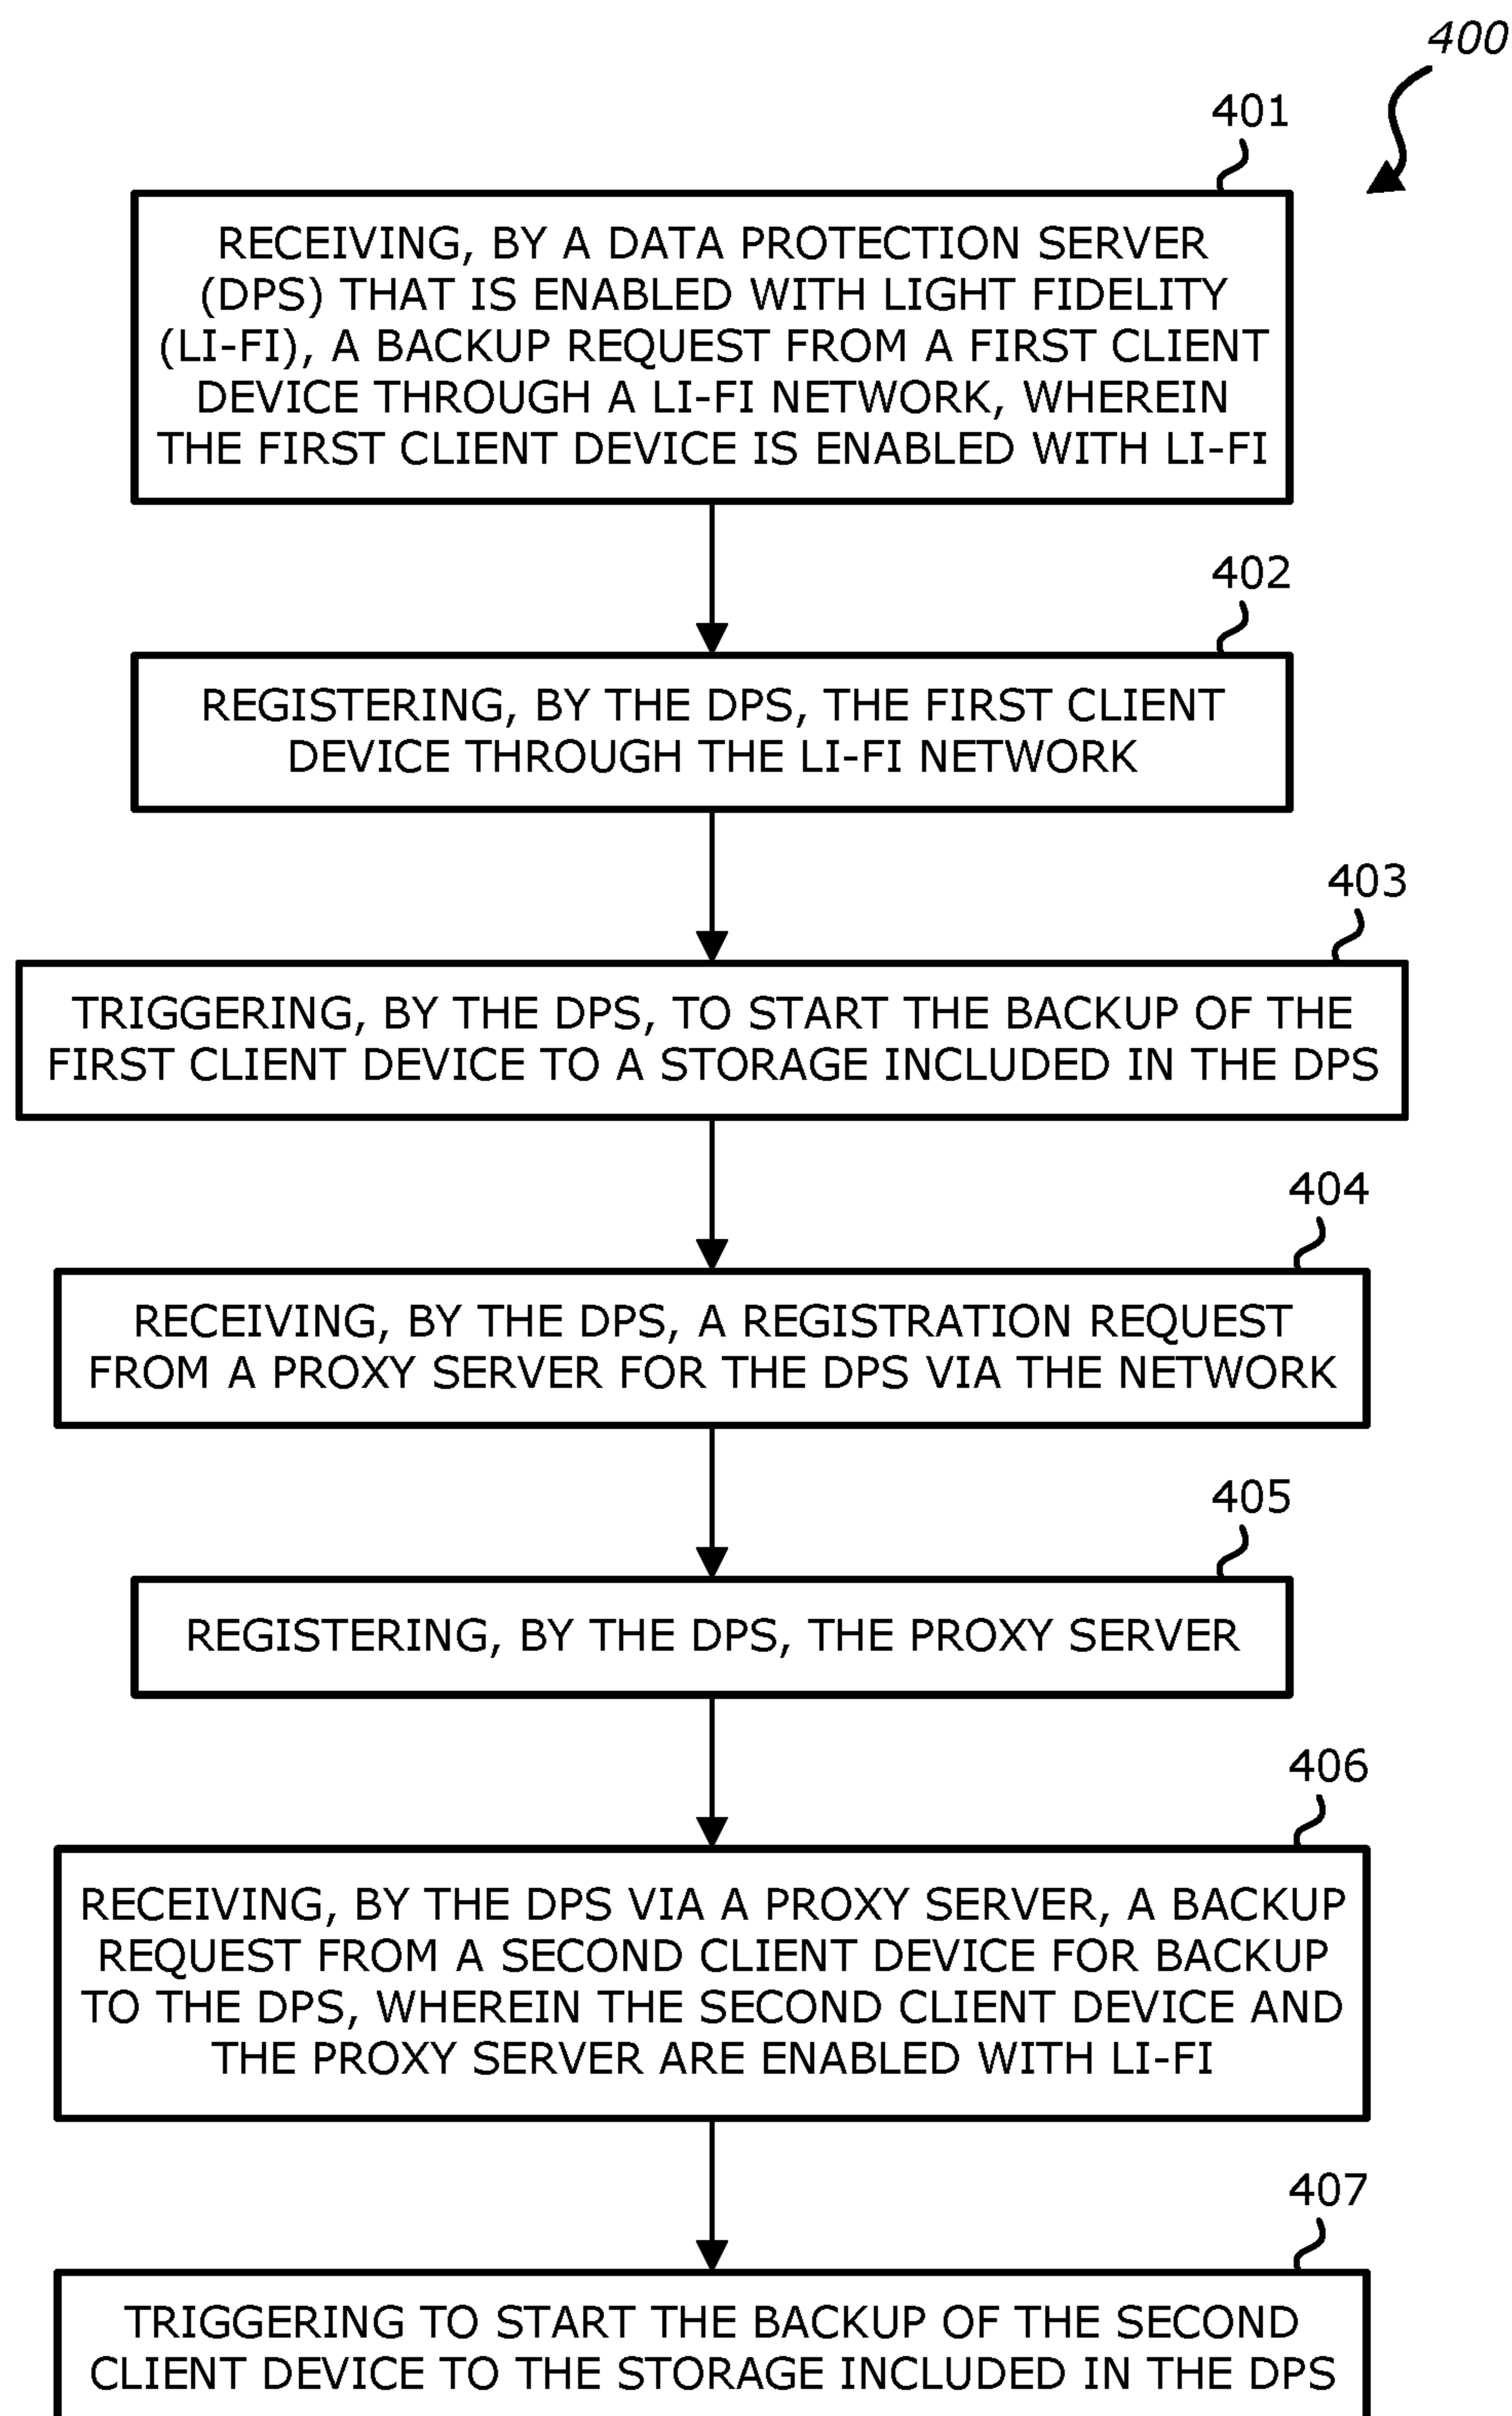 400
401
RECEIVING, BY A DATA PROTECTION SERVER
(DPS) THAT IS ENABLED WITH LIGHT FIDELITY
(LI-FI), A BACKUP REQUEST FROM A FIRST CLIENT
DEVICE THROUGH A LI-FI NETWORK, WHEREIN
THE FIRST CLIENT DEVICE IS ENABLED WITH LI-FI
402
REGISTERING, BY THE DPS, THE FIRST CLIENT
DEVICE THROUGH THE LI-FI NETWORK
403
TRIGGERING, BY THE DPS, TO START THE BACKUP OF THE
FIRST CLIENT DEVICE TO A STORAGE INCLUDED IN THE DPS
404
RECEIVING, BY THE DPS, A REGISTRATION REQUEST
FROM A PROXY SERVER FOR THE DPS VIA THE NETWORK
405
REGISTERING, BY THE DPS, THE PROXY SERVER
406
RECEIVING, BY THE DPS VIA A PROXY SERVER, A BACKUP
REQUEST FROM A SECOND CLIENT DEVICE FOR BACKUP
TO THE DPS, WHEREIN THE SECOND CLIENT DEVICE AND
THE PROXY SERVER ARE ENABLED WITH LI-FI
407
TRIGGERING TO START THE BACKUP OF THE SECOND
CLIENT DEVICE TO THE STORAGE INCLUDED IN THE DPS